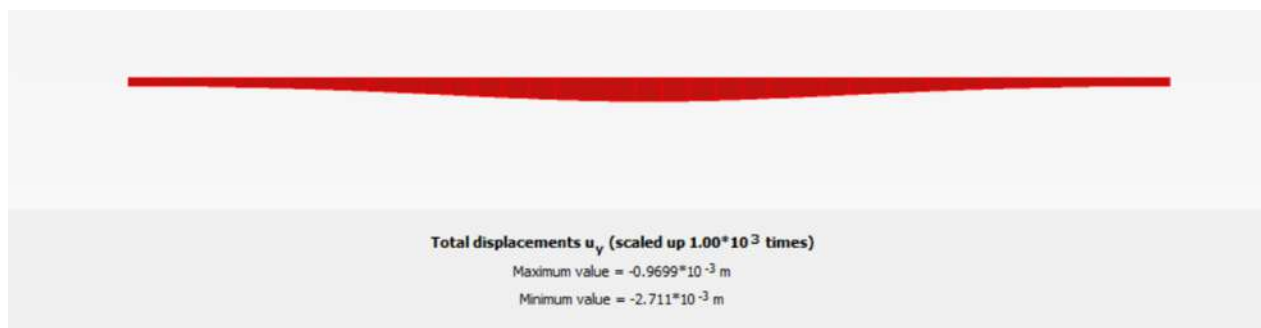 Total displacements u_y (scaled up 1.00*10³ times)
Maximum value = -0.9699*10⁻³ m
Minimum value = -2.711*10⁻³ m